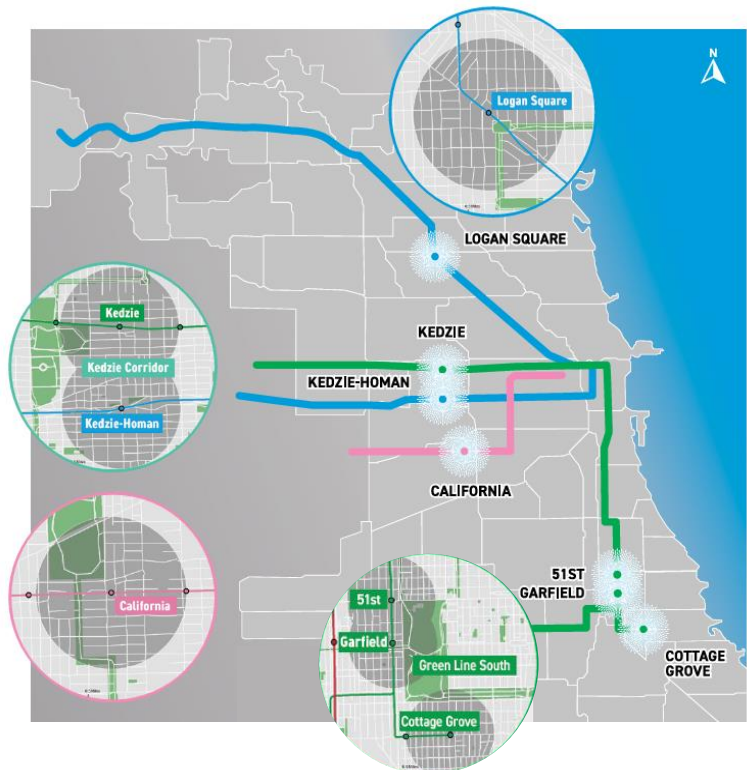 N
Logan Square
LOGAN SQUARE
Kedzie
KEDZIE
Kedzie Corridor
KEDZIE-HOMAN
Kedzie-Homan
CALIFORNIA
California
51ST
GARFIELD
51st
Garfield
Green Line South
COTTAGE
GROVE
Cottage Grove